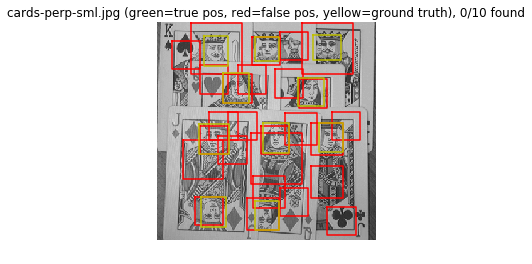 cards-perp-sml.jpg (green=true pos, red=false pos, yellow=ground truth), 0/10 found
K
J